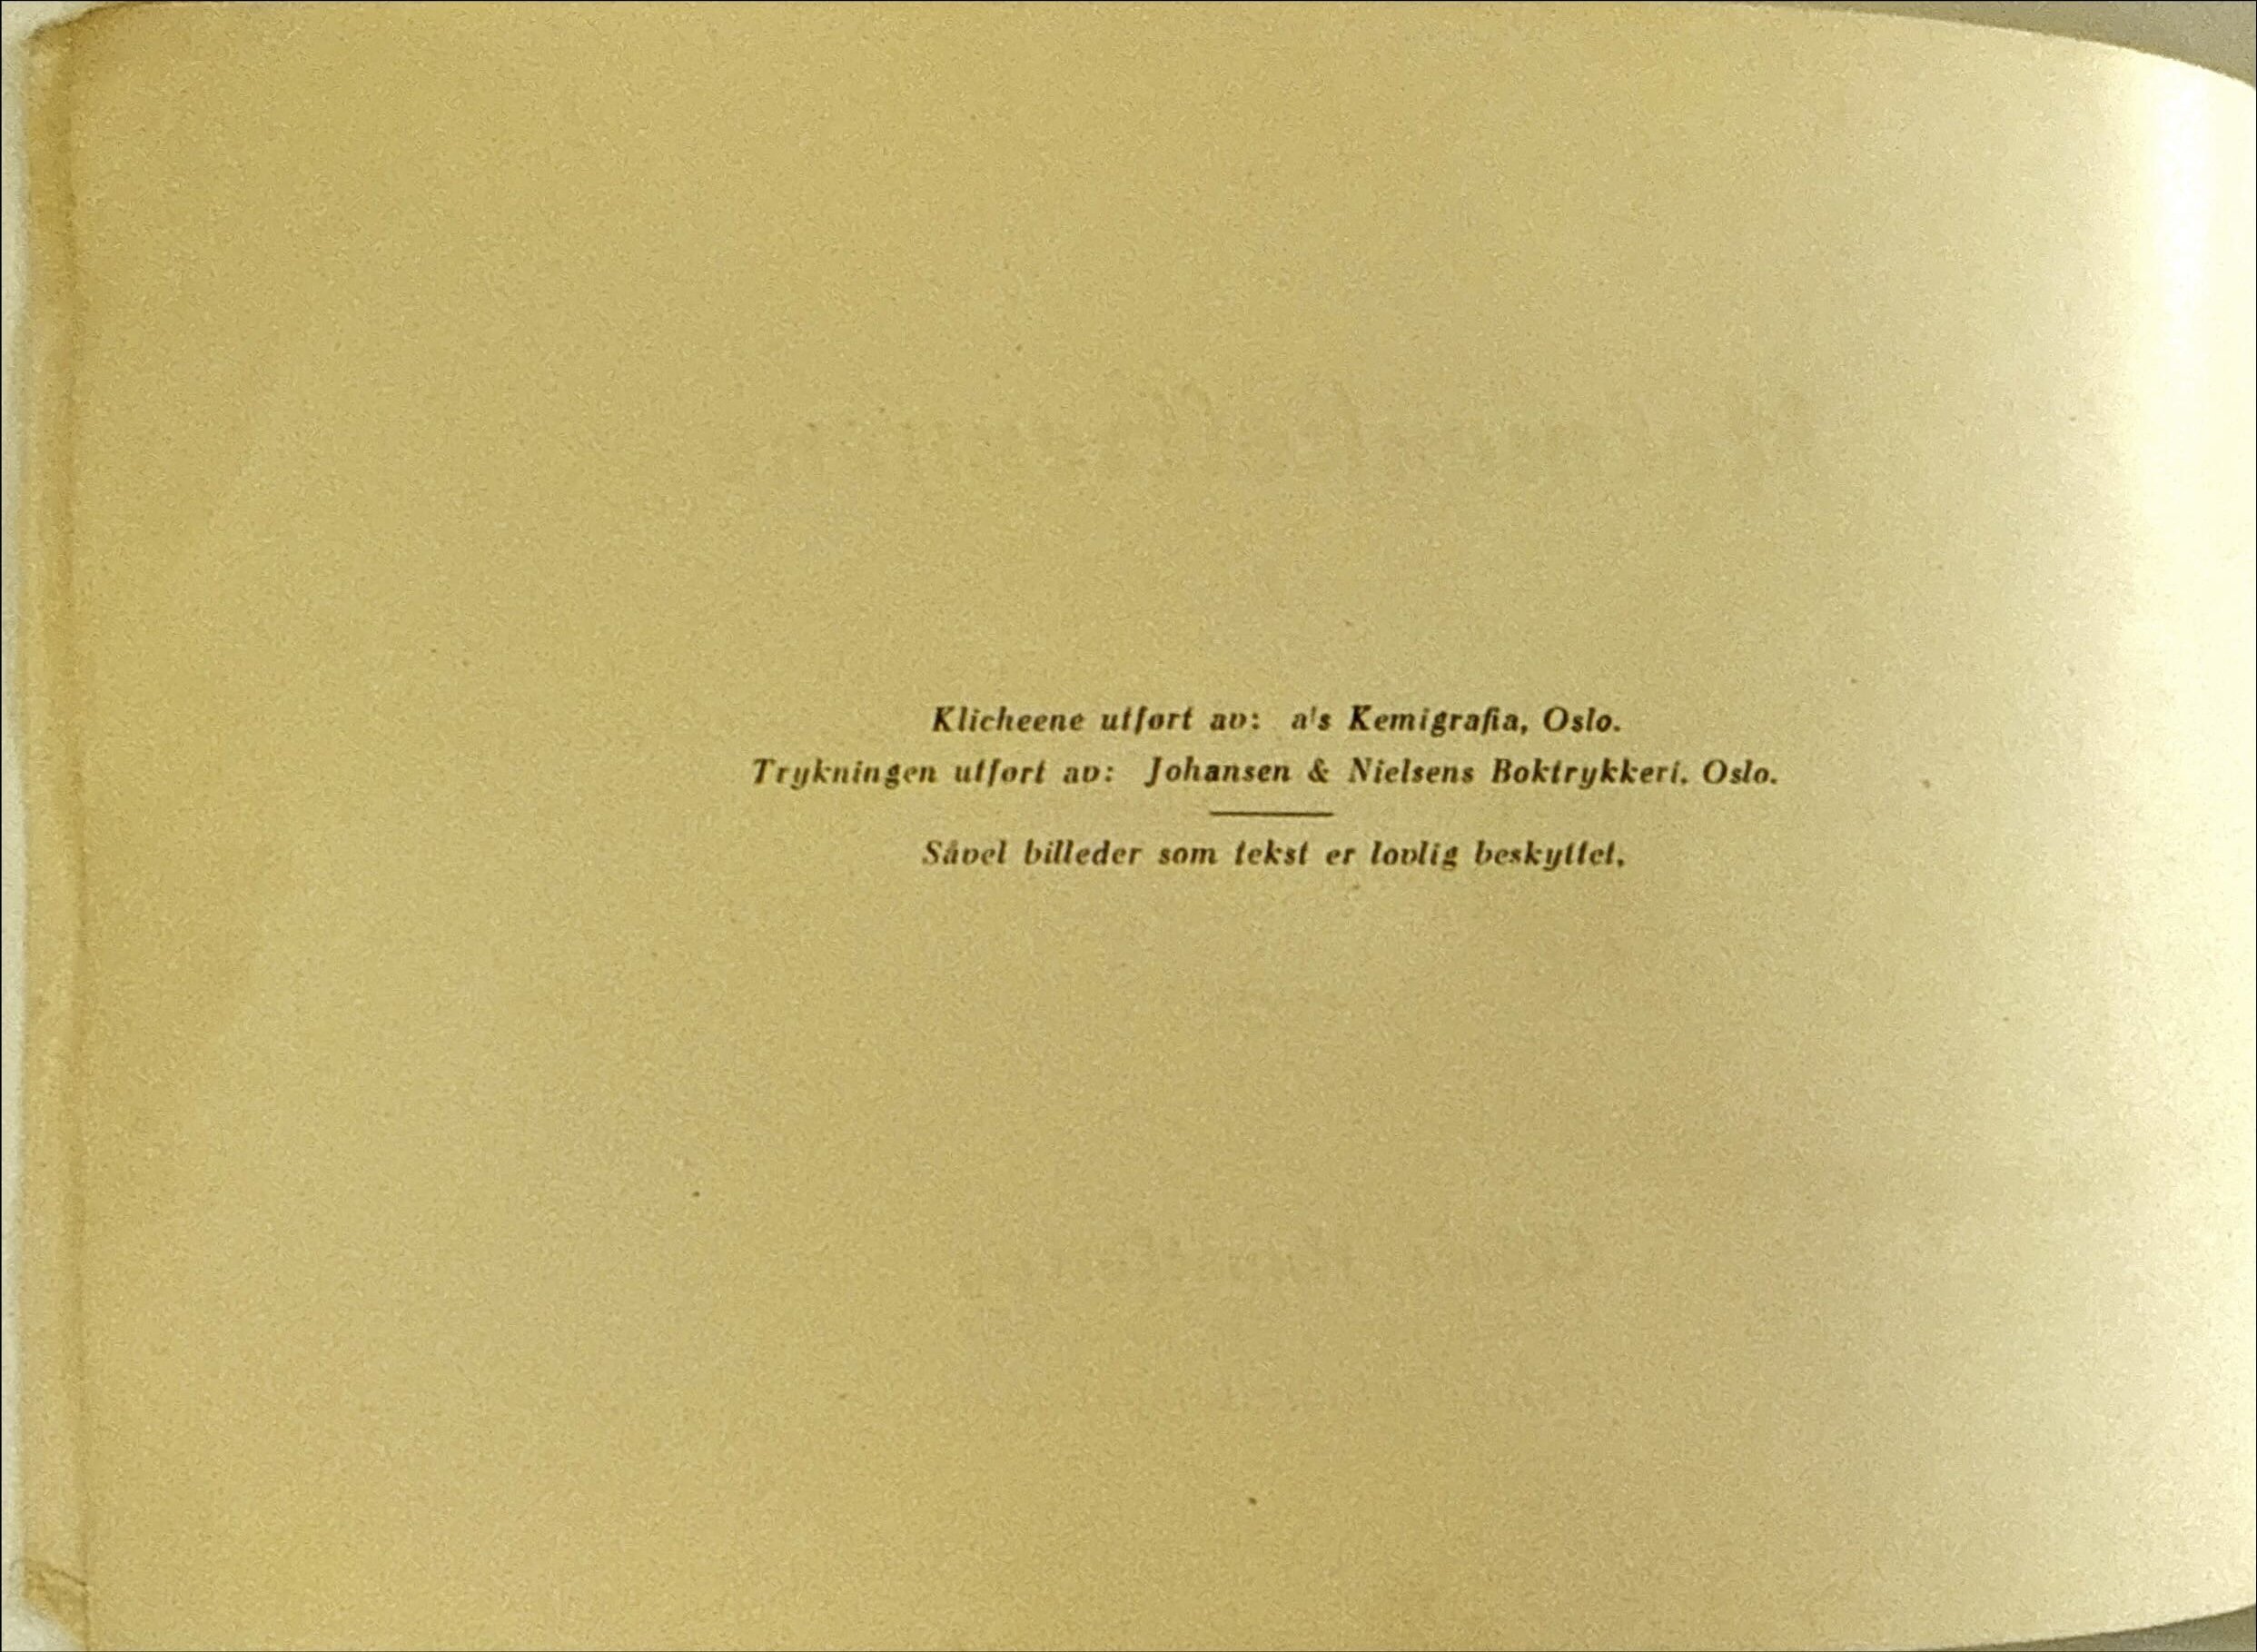 Klicheene utført av: a/s Kemigrafia, Oslo.
Trykningen utført av: Johansen & Nielsens Boktrykkeri, Oslo.
Såvel billeder som tekst er lovlig beskyttet.